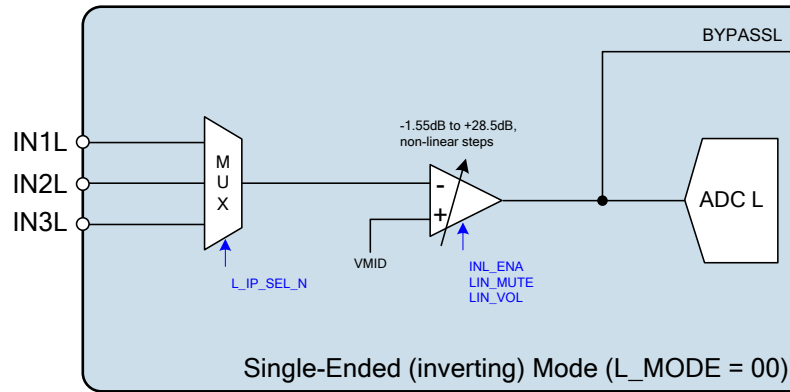 BYPASSL
-1.55dB to +28.5dB,
non-linear steps
IN1L
IN2L
IN3L
M
U
X
-
+
ADC L
VMID
L_IP_SEL_N
INL_ENA
LIN_MUTE
LIN_VOL
Single-Ended (inverting) Mode (L_MODE = 00)